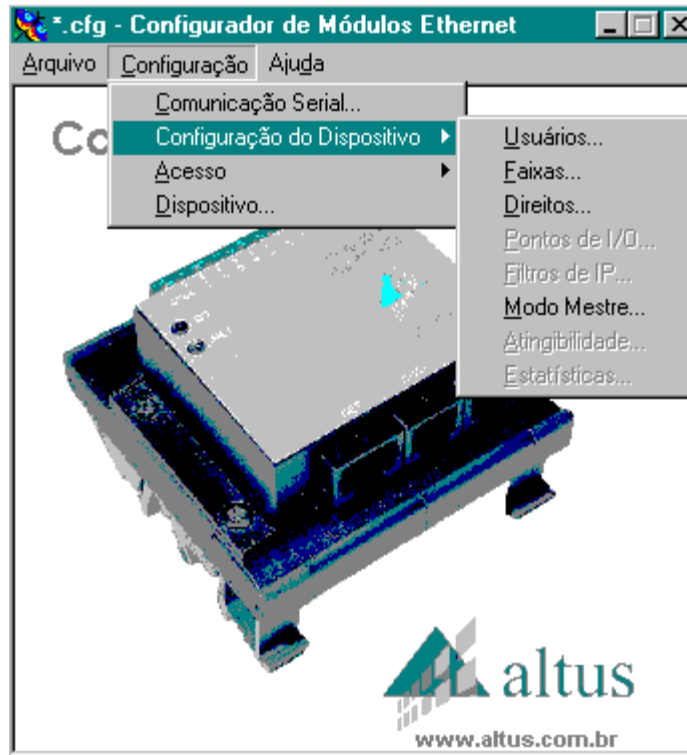 *.cfg - Configurador de Módulos Ethernet
Arquivo Configuração Ajuda
Comunicação Serial...
Configuração do Dispositivo
Acesso
Dispositivo...
Usuários...
Faixas...
Direitos...
Pontos de I/O...
Filtros de IP...
Modo Mestre...
Atingibilidade...
Estatísticas...
Co
altus
www.altus.com.br